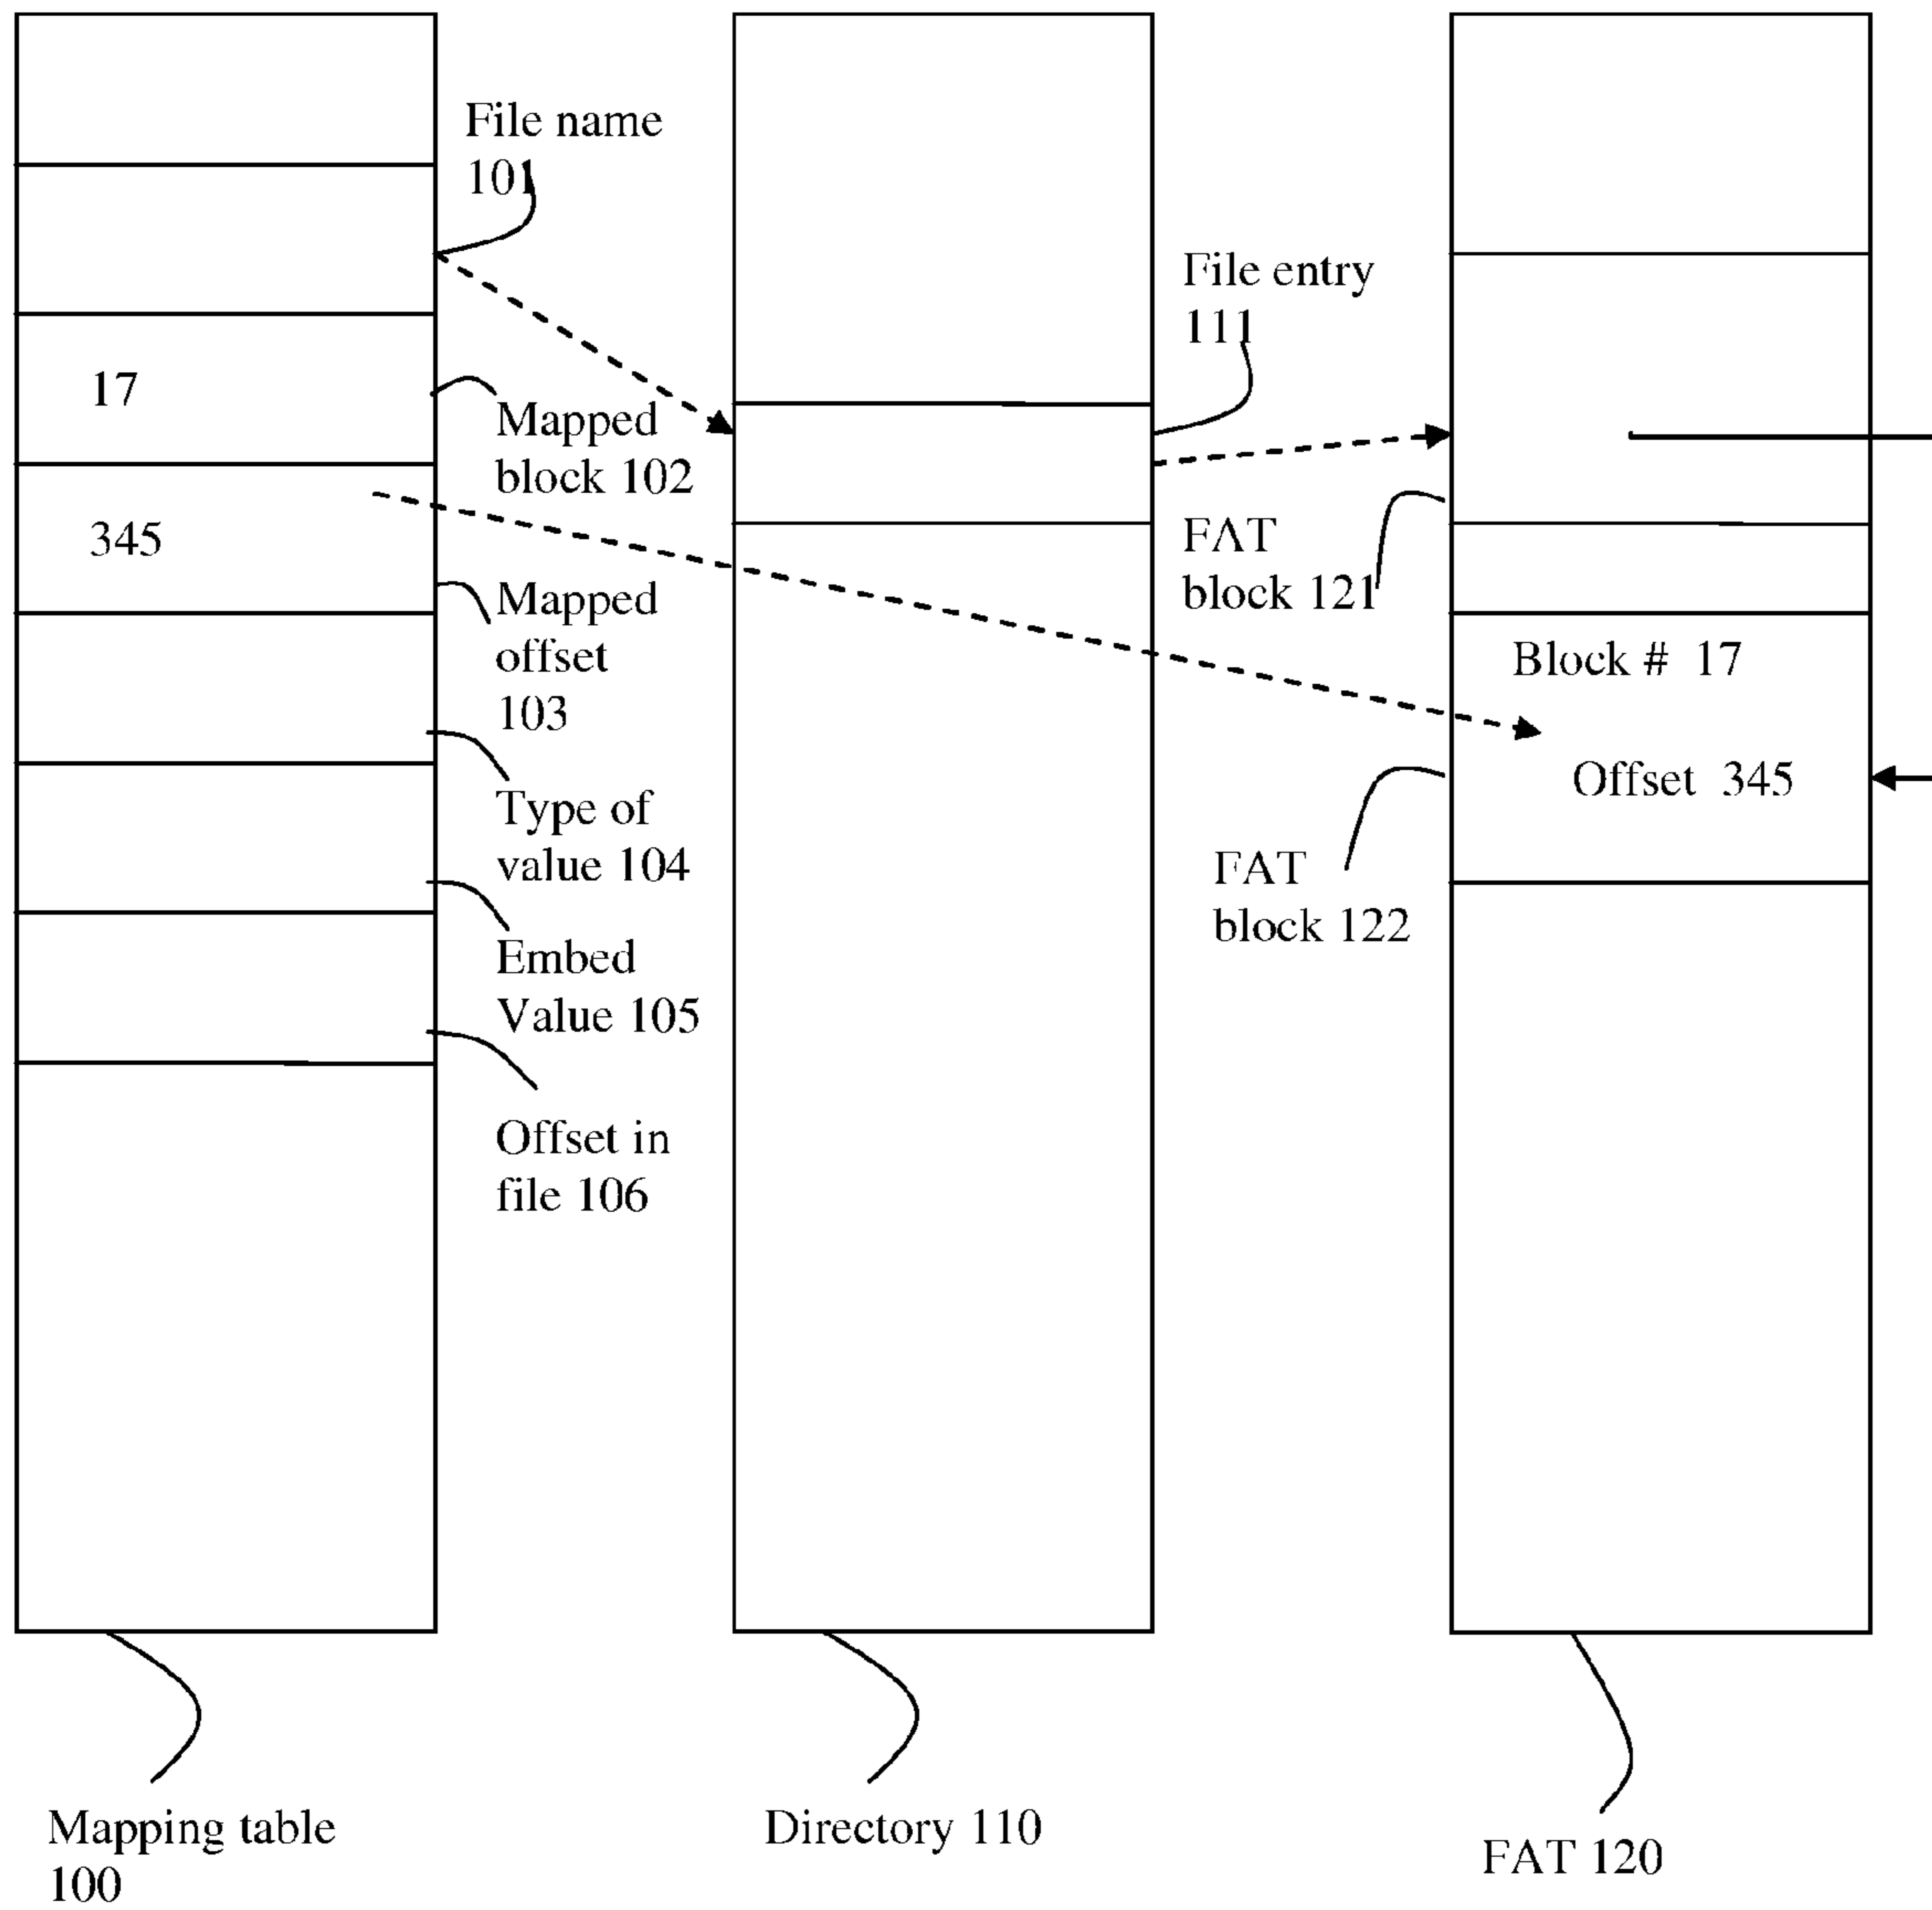 File name
101
17
Mapped
block 102
345
Mapped
offset
103
Type of
value 104
Embed
Value 105
Offset in
file 106
File entry
111
FAT
block 121
Block # 17
Offset 345
FAT
block 122
Mapping table
100
Directory 110
FAT 120